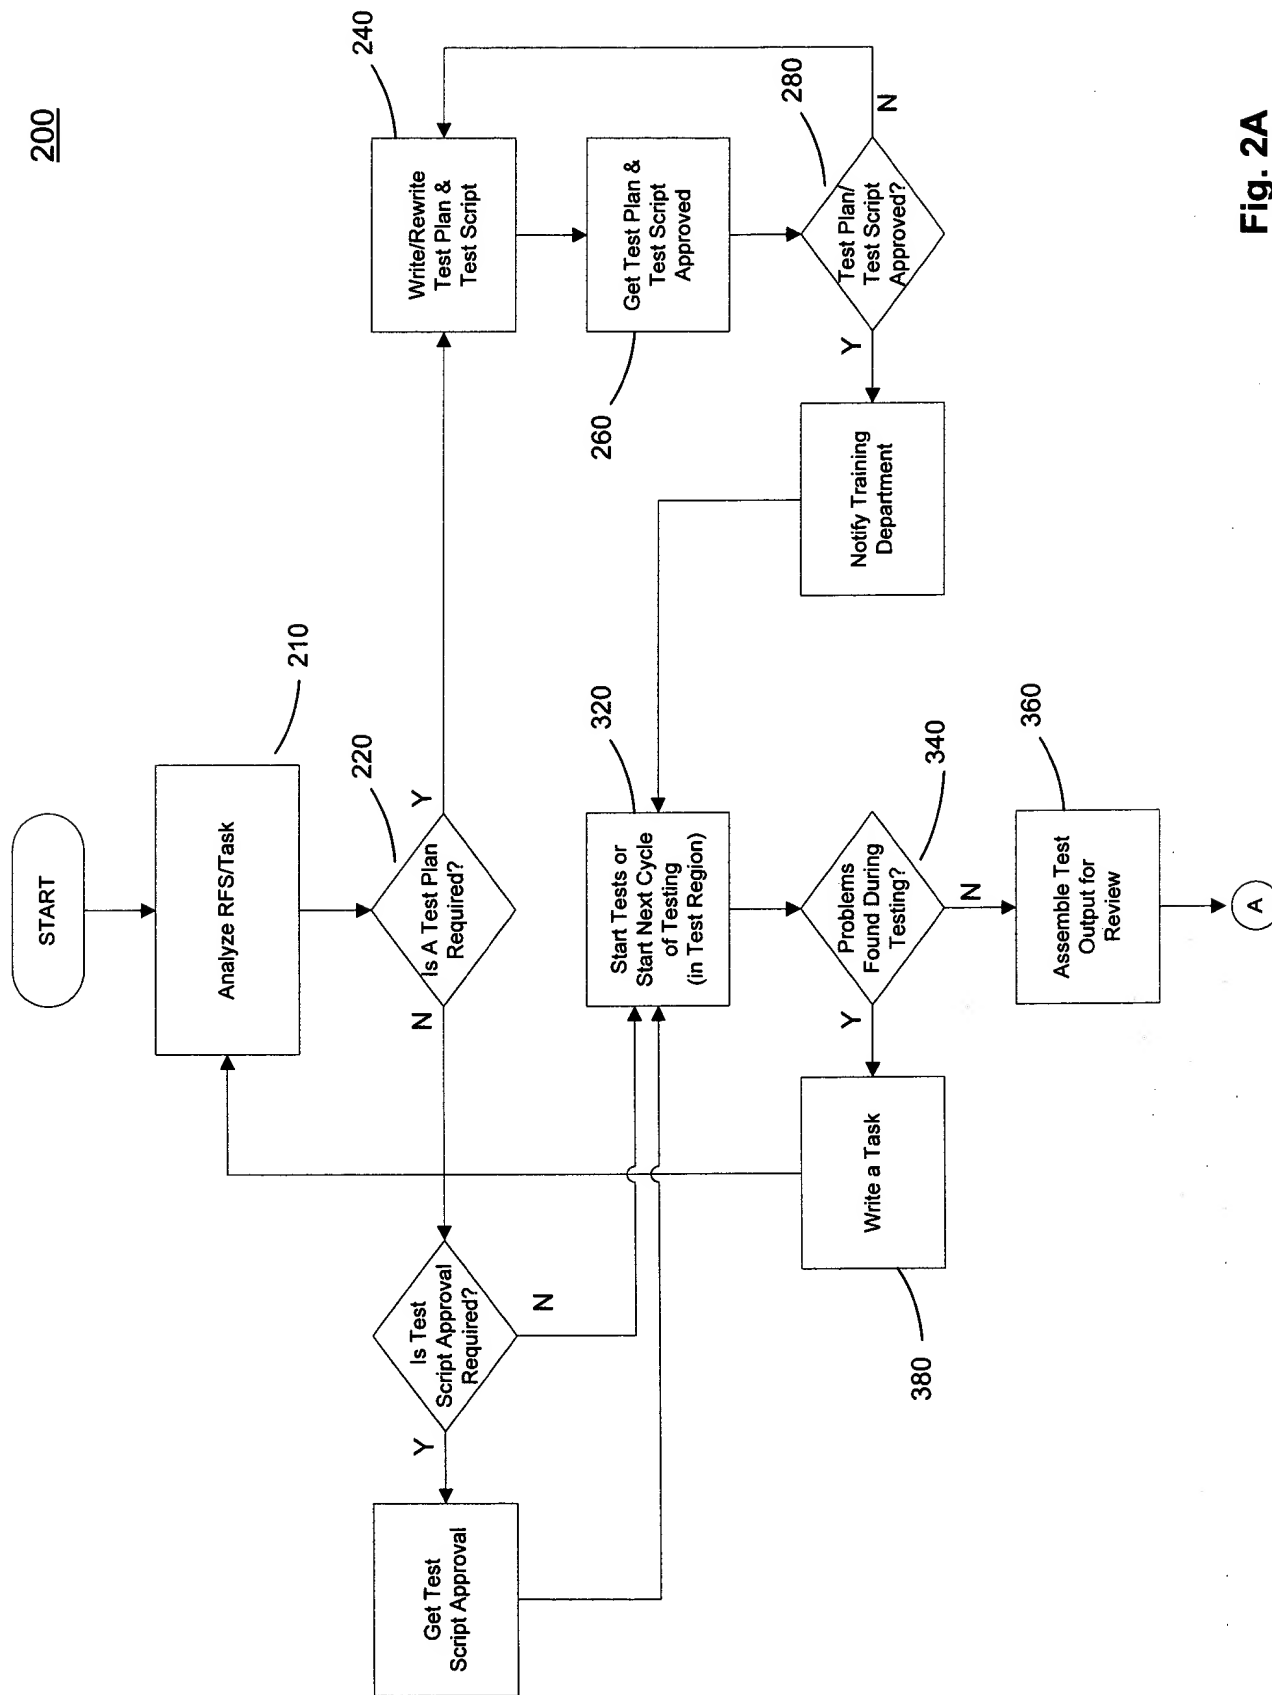 200
START
Analyze RFS/Task
210
220
Is A Test Plan
Required?
Y
N
Write/Rewrite
Test Plan &
Test Script
240
Get Test Plan &
Test Script
Approved
260
Test Plan/
Test Script
Approved?
280
N
Y
Notify Training
Department
Is Test
Script Approval
Required?
Y
N
Get Test
Script Approval
Start Tests or
Start Next Cycle
of Testing
(in Test Region)
320
Problems
Found During
Testing?
340
Y
N
Write a Task
380
Assemble Test
Output for
Review
360
A
Fig. 2A